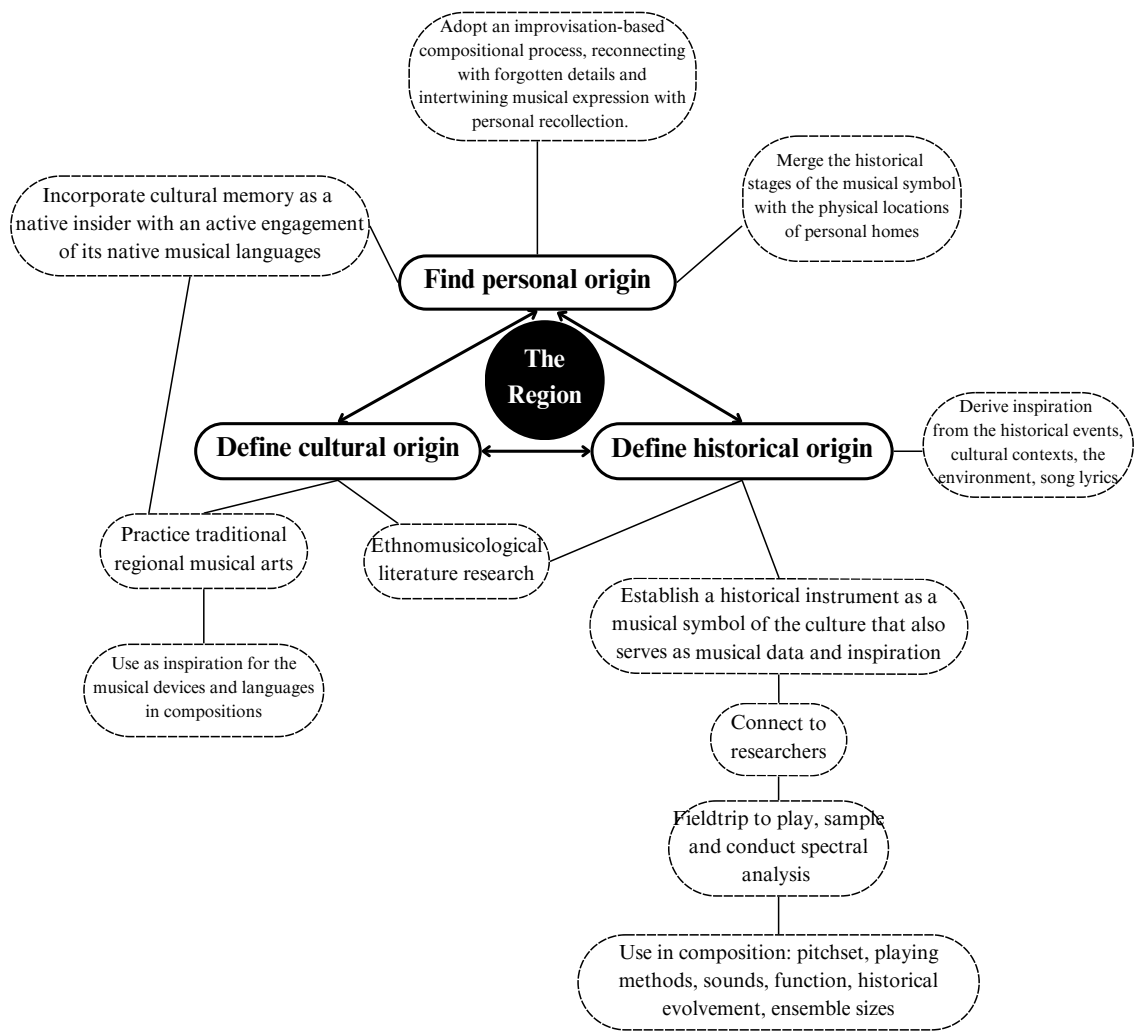 Adopt an improvisation-based
compositional process, reconnecting
with forgotten details and
intertwining musical expression with
personal recollection.
Merge the historical
stages of the musical symbol
with the physical locations
of personal homes
Incorporate cultural memory as a
native insider with an active engagement
of its native musical languages
Find personal origin
The
Region
Define cultural origin
Define historical origin
Derive inspiration
from the historical events,
cultural contexts, the
environment, song lyrics
Practice traditional
regional musical arts
Ethnomusicological
literature research
Establish a historical instrument as a
musical symbol of the culture that also
serves as musical data and inspiration
Use as inspiration for the
musical devices and languages
in compositions
Connect to
researchers
Fieldtrip to play, sample
and conduct spectral
analysis
Use in composition: pitchset, playing
methods, sounds, function, historical
evolvement, ensemble sizes